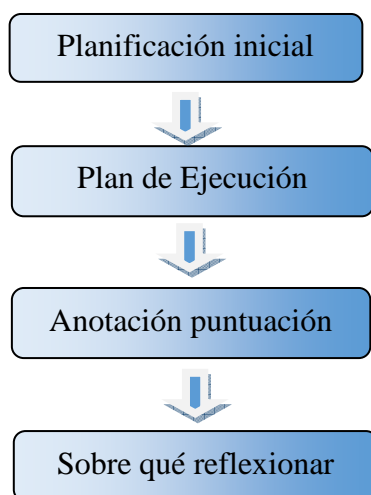 Planificación inicial
Plan de Ejecución
Anotación puntuación
Sobre qué reflexionar